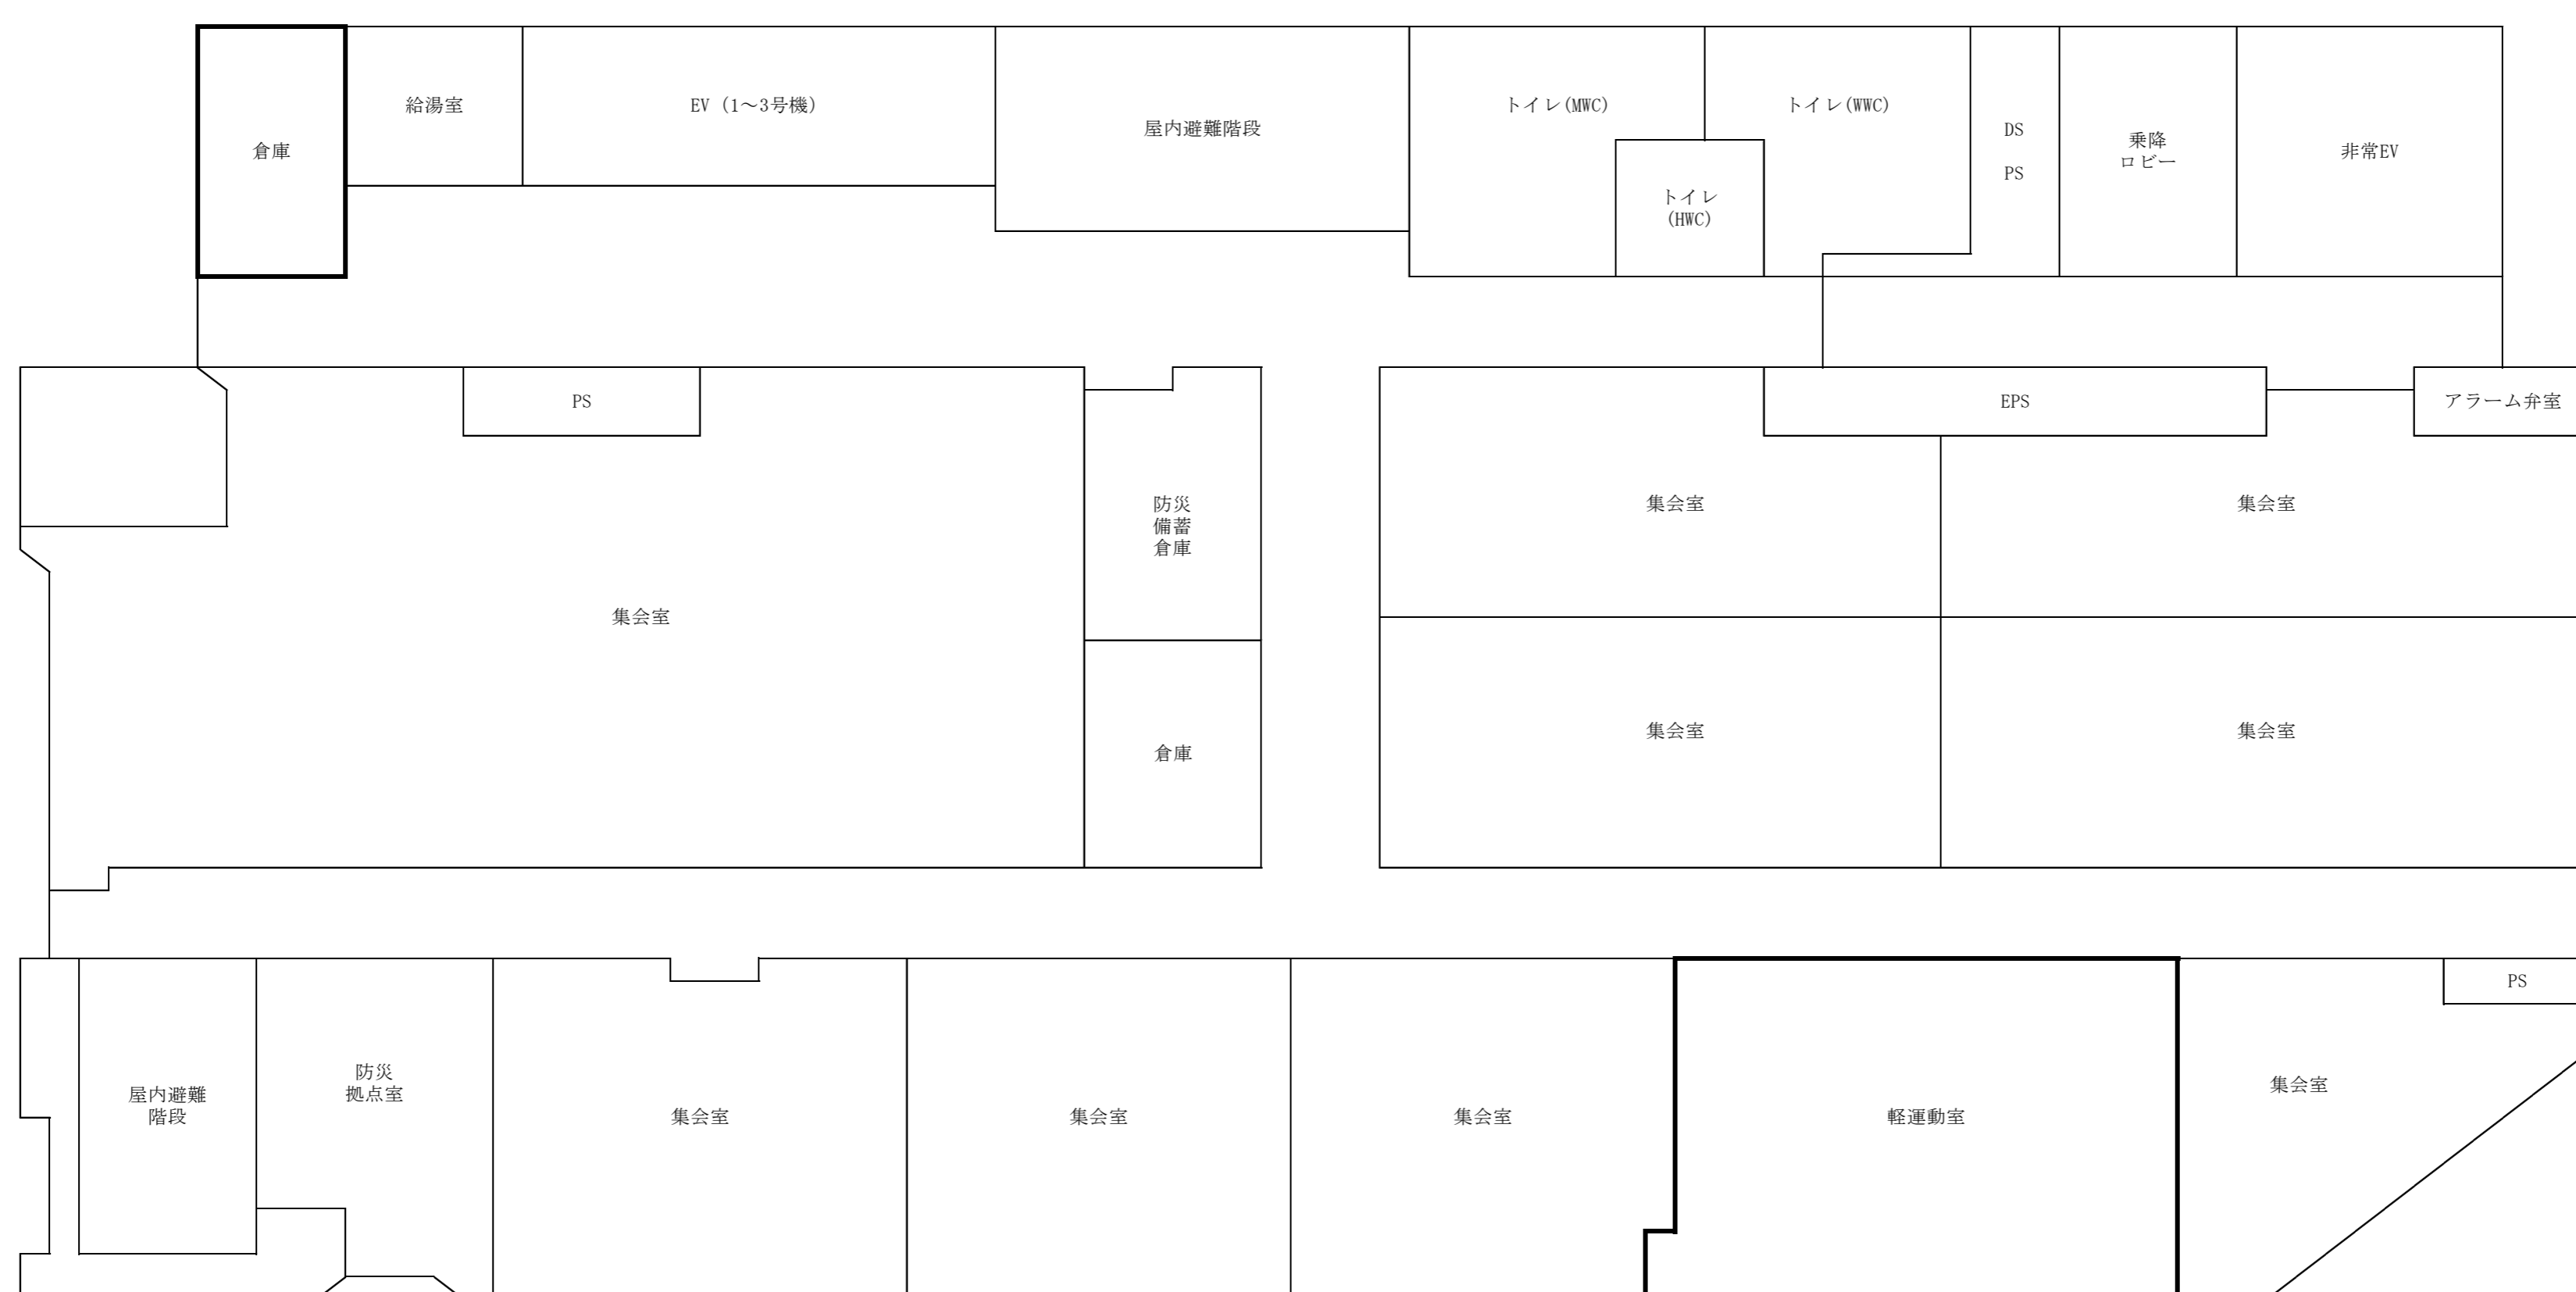 倉庫
給湯室
EV (1～3号機)
屋内避難階段
トイレ(MWC)
トイレ(WWC)
トイレ
(HWC)
DS
PS
乗降
ロビー
非常EV
PS
防災
備蓄
倉庫
EPS
アラーム弁室
集会室
集会室
集会室
倉庫
集会室
集会室
PS
屋内避難
階段
防災
拠点室
集会室
集会室
集会室
軽運動室
集会室